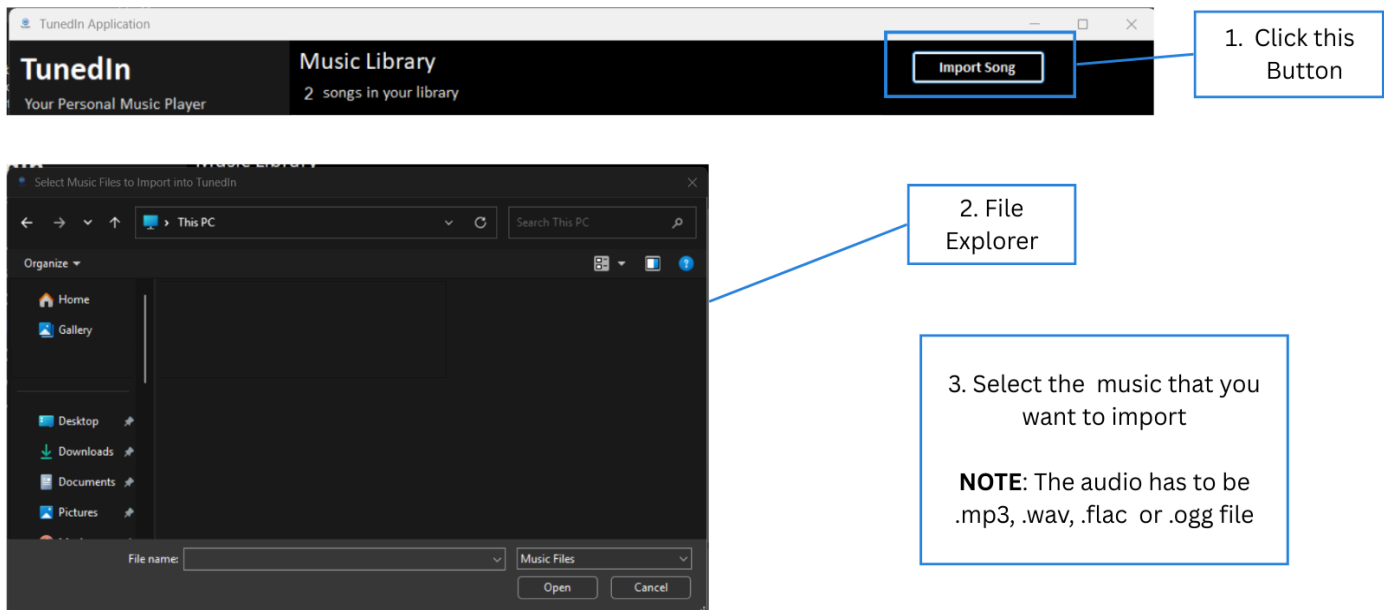 TunedIn Application
TunedIn
Your Personal Music Player
Music Library
2 songs in your library
Import Song
1. Click this
Button
Music Library
Select Music Files to Import into TunedIn
This PC
Search This PC
Organize
Home
Gallery
Desktop
Downloads
Documents
Pictures
File name:
Music Files
Open
Cancel
2. File
Explorer
3. Select the music that you
want to import
NOTE: The audio has to be
.mp3, .wav, .flac or .ogg file